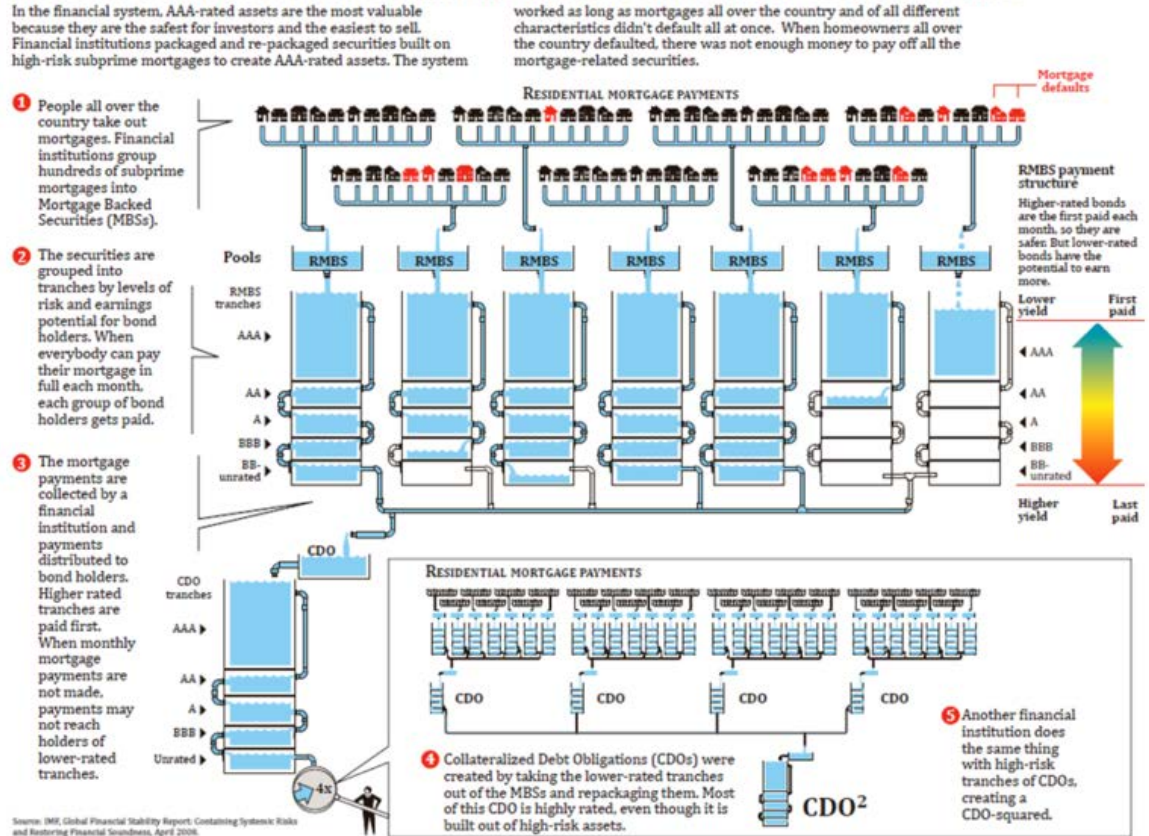 In the financial system, AAA-rated assets are the most valuable
because they are the safest for investors and the easiest to sell.
Financial institutions packaged and re-packaged securities built on
high-risk subprime mortgages to create AAA-rated assets. The system
worked as long as mortgages all over the country and of all different
characteristics didn't default all at once. When homeowners all over
the country defaulted, there was not enough money to pay off all the
mortgage-related securities.
RESIDENTIAL MORTGAGE PAYMENTS
Mortgage
defaults
1 People all over the
country take out
mortgages. Financial
institutions group
hundreds of subprime
mortgages into
Mortgage Backed
Securities (MBSs).
RMBS payment
structure
Higher-rated bonds
are the first paid each
month, so they are
safer. But lower-rated
bonds have the
potential to earn
more.
2 The securities are
grouped into
tranches by levels of
risk and earnings
potential for bond
holders. When
everybody can pay
their mortgage in
full each month,
each group of bond
holders gets paid.
Pools
RMBS
RMBS
RMBS
RMBS
RMBS
RMBS
RMBS
RMBS
tranches
AAA
AA
A
BBB
BB-
unrated
Lower
yield
First
paid
AAA
AA
A
BBB
BB-
unrated
Higher
yield
Last
paid
3 The mortgage
payments are
collected by a
financial
institution and
payments
distributed to
bond holders.
Higher rated
tranches are
paid first.
When monthly
mortgage
payments are
not made,
payments may
not reach
holders of
lower-rated
tranches.
CDO
CDO
tranches
AAA
AA
A
BBB
Unrated
4x
RESIDENTIAL MORTGAGE PAYMENTS
CDO
CDO
CDO
CDO
4 Collateralized Debt Obligations (CDOs) were
created by taking the lower-rated tranches
out of the MBSs and repackaging them. Most
of this CDO is highly rated, even though it is
built out of high-risk assets.
CDO²
5 Another financial
institution does
the same thing
with high-risk
tranches of CDOs,
creating a
CDO-squared.
Source: IMF, Global Financial Stability Report: Containing Systemic Risks
and Restoring Financial Soundness, April 2008.